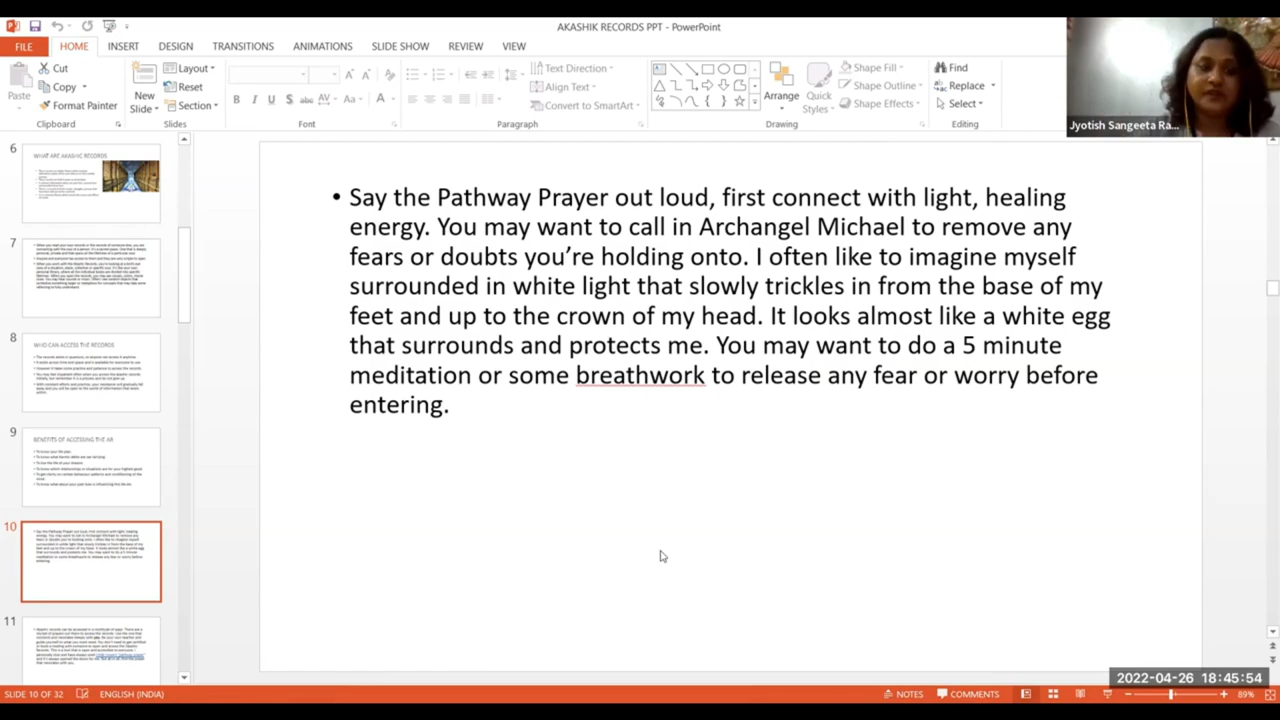 AKASHIK RECORDS PPT - PowerPoint
FILE HOME INSERT DESIGN TRANSITIONS ANIMATIONS SLIDE SHOW REVIEW VIEW
Paste
Cut
Copy
Format Painter
Clipboard
New
Slide
Layout
Reset
Section
Slides
Font
Text Direction
Align Text
Convert to SmartArt
Paragraph
Arrange
Quick
Styles
Shape Fill
Shape Outline
Shape Effects
Drawing
Find
Replace
Select
Editing
Jyotish Sangeeta Ra...
6
WHAT ARE AKASHIC RECORDS
7
8
WHO CAN ACCESS THE RECORDS
9
BENEFITS OF ACCESSING THE AR
10
11
• Say the Pathway Prayer out loud, first connect with light, healing
energy. You may want to call in Archangel Michael to remove any
fears or doubts you’re holding onto. I often like to imagine myself
surrounded in white light that slowly trickles in from the base of my
feet and up to the crown of my head. It looks almost like a white egg
that surrounds and protects me. You may want to do a 5 minute
meditation or some breathwork to release any fear or worry before
entering.
2022-04-26 18:45:54
SLIDE 10 OF 32 ENGLISH (INDIA) NOTES COMMENTS 89%